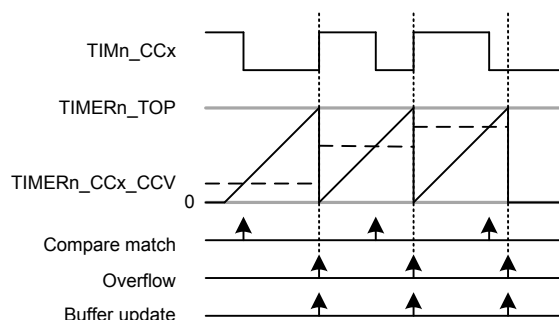 TIMn_CCx
TIMERn_TOP
TIMERn_CCx_CCV
0
Compare match
Overflow
Buffer update